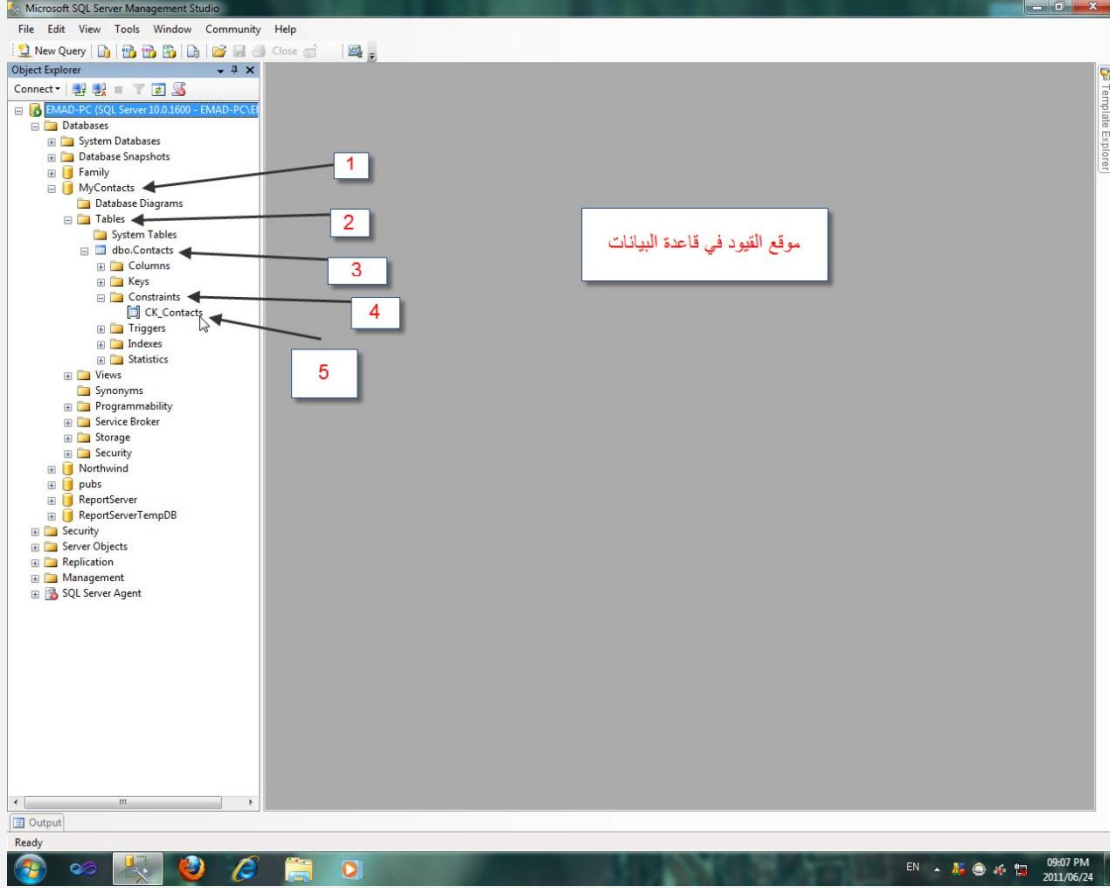 Microsoft SQL Server Management Studio
File Edit View Tools Window Community Help
New Query Close
Object Explorer
Connect
EMAD-PC (SQL Server 10.0.1600 - EMAD-PC\
Databases
System Databases
Database Snapshots
Family
MyContacts
Database Diagrams
Tables
System Tables
dbo.Contacts
Columns
Keys
Constraints
CK_Contacts
Triggers
Indexes
Statistics
Views
Synonyms
Programmability
Service Broker
Storage
Security
Northwind
pubs
ReportServer
ReportServerTempDB
Security
Server Objects
Replication
Management
SQL Server Agent
1
2
3
4
5
موقع القيود في قاعدة البيانات
Template Explorer
Output
Ready
EN
09:07 PM
2011/06/24